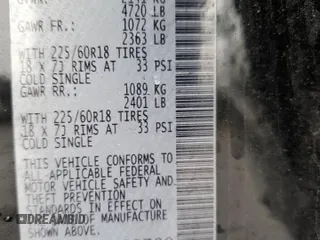 4720 LB
GAWR FR.: 1072 KG
2363 LB
WITH 225/60R18 TIRES
18 X 7J RIMS AT 33 PSI
COLD SINGLE
GAWR RR.: 1089 KG
2401 LB
WITH 225/60R18 TIRES
18 X 7J RIMS AT 33 PSI
COLD SINGLE
THIS VEHICLE CONFORMS TO
ALL APPLICABLE FEDERAL
MOTOR VEHICLE SAFETY AND
THEFT PREVENTION
STANDARDS IN EFFECT ON
OF MANUFACTURE
SHOWN ABOVE.
DREAMBID